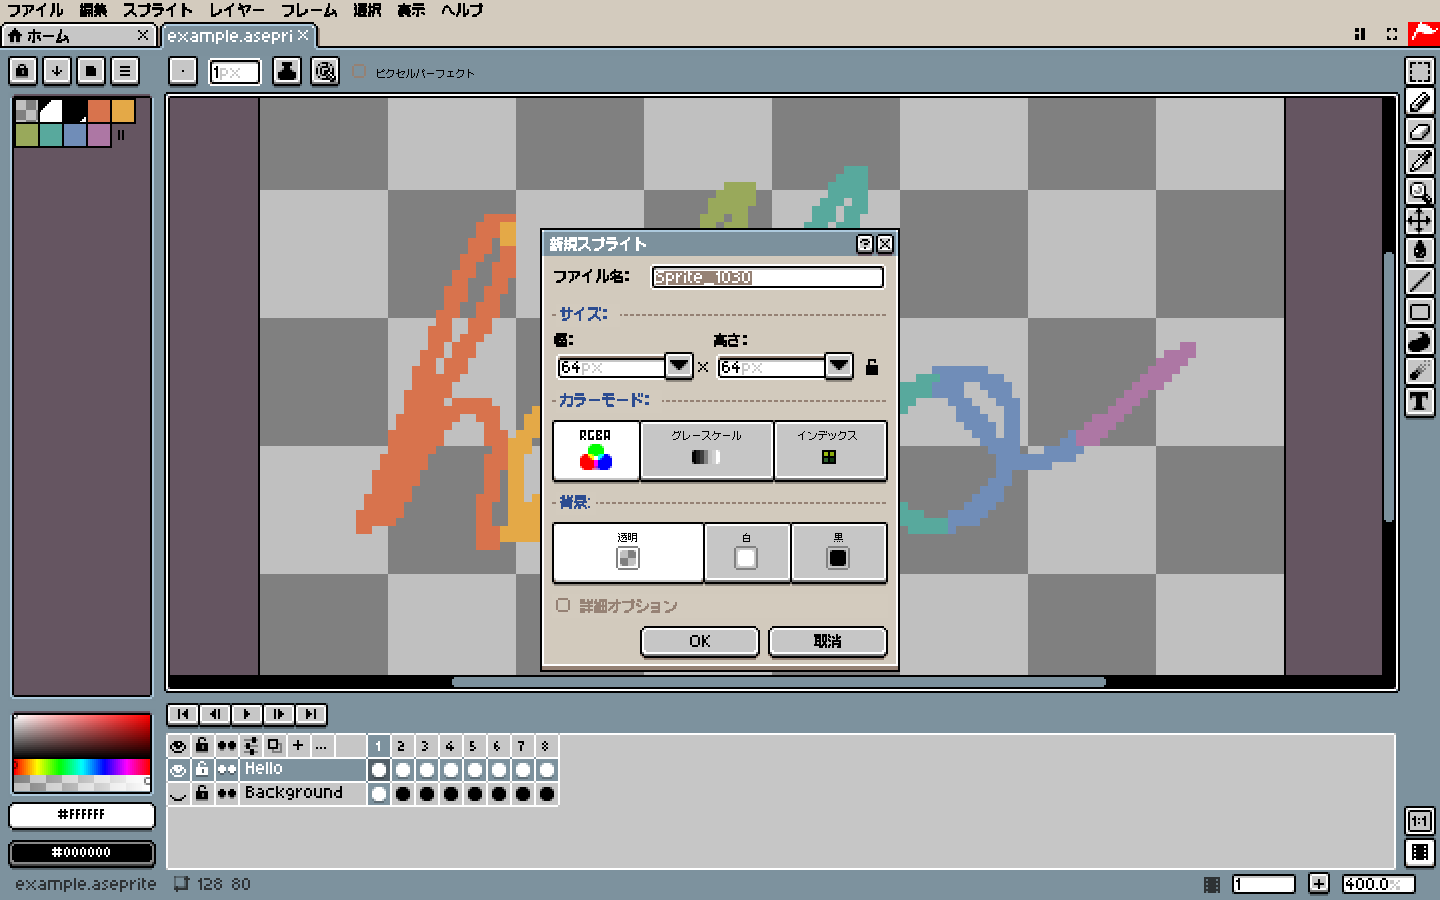 ファイル 編集 スプライト レイヤー フレーム 選択 表示 ヘルプ
ホーム example.asepri
1px ピクセルパーフェクト
新規スプライト
ファイル名: Sprite_1030
サイズ:
幅: 高さ:
64px × 64px
カラーモード:
RGBA グレースケール インデックス
背景:
透明 白 黒
詳細オプション
OK 取消
T
1:1
1 2 3 4 5 6 7 8
Hello
Background
#FFFFFF
#000000
example.aseprite 128 80 1 400.0%